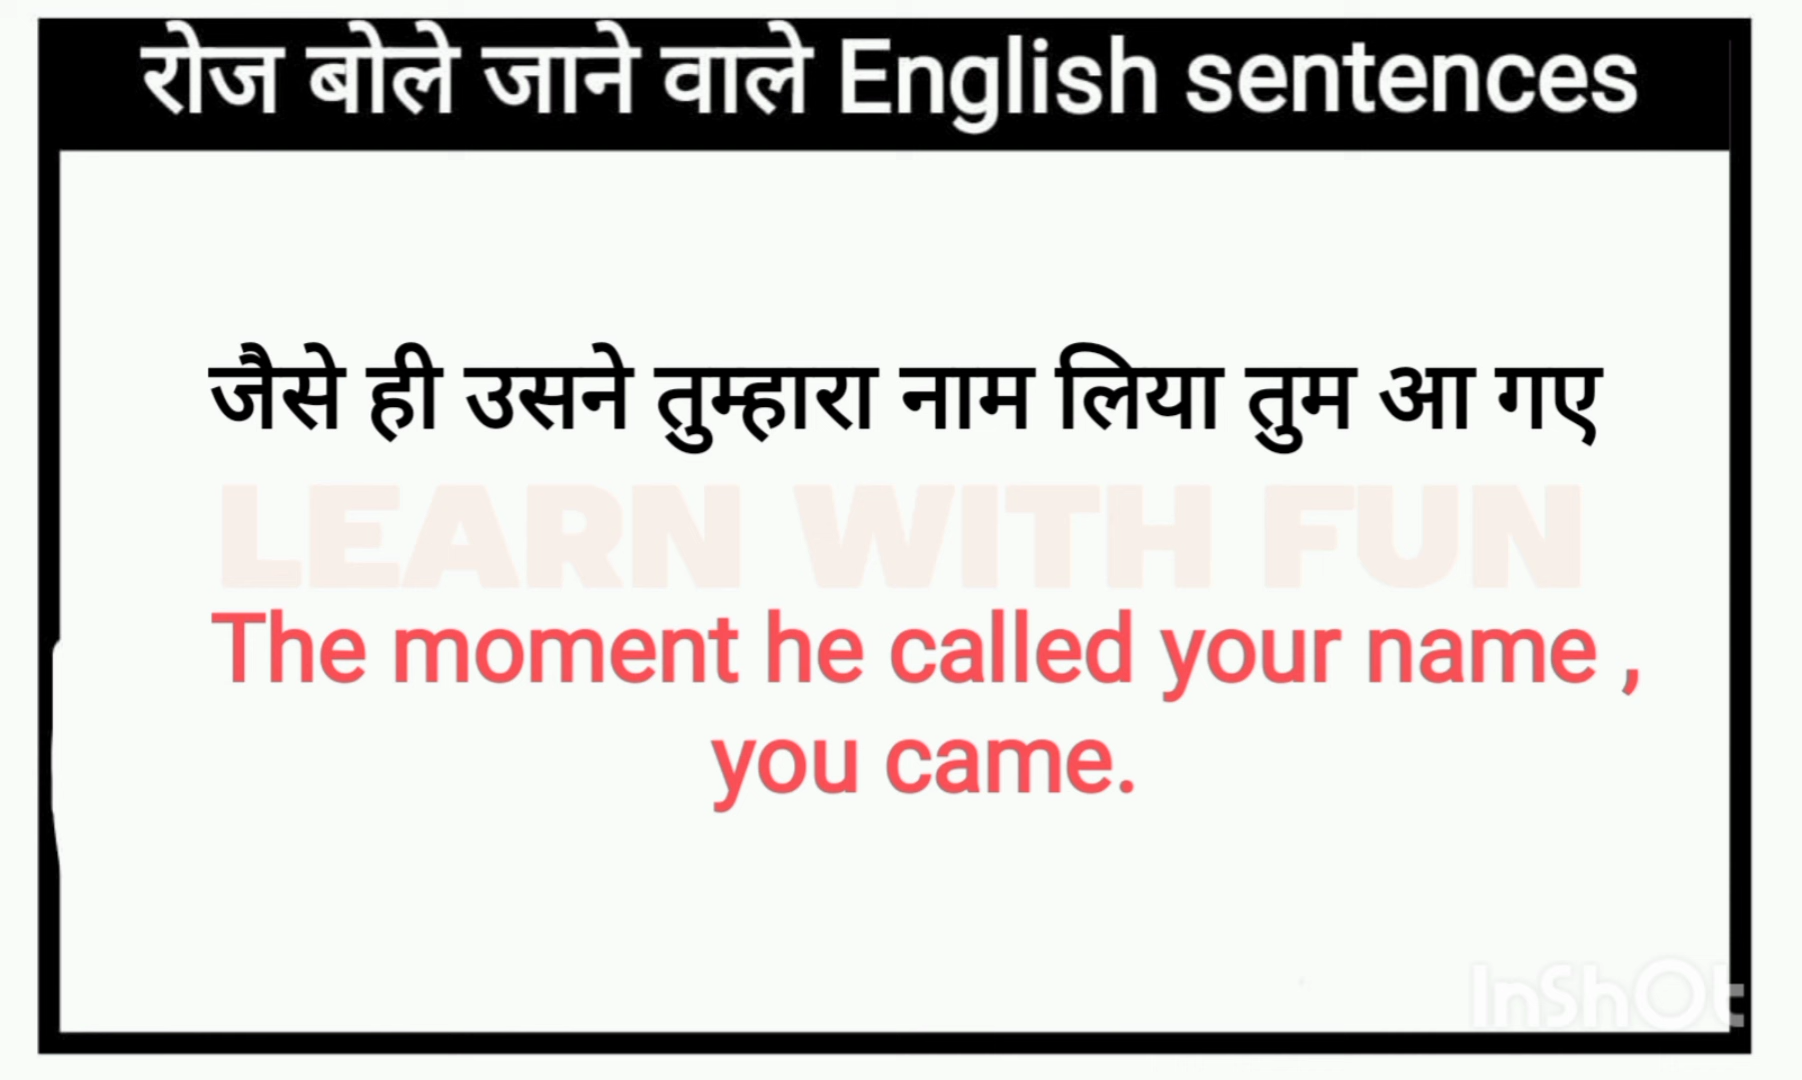 रोज बोले जाने वाले English sentences
जैसे ही उसने तुम्हारा नाम लिया तुम आ गए
LEARN WITH FUN
The moment he called your name ,
you came.
InShOt